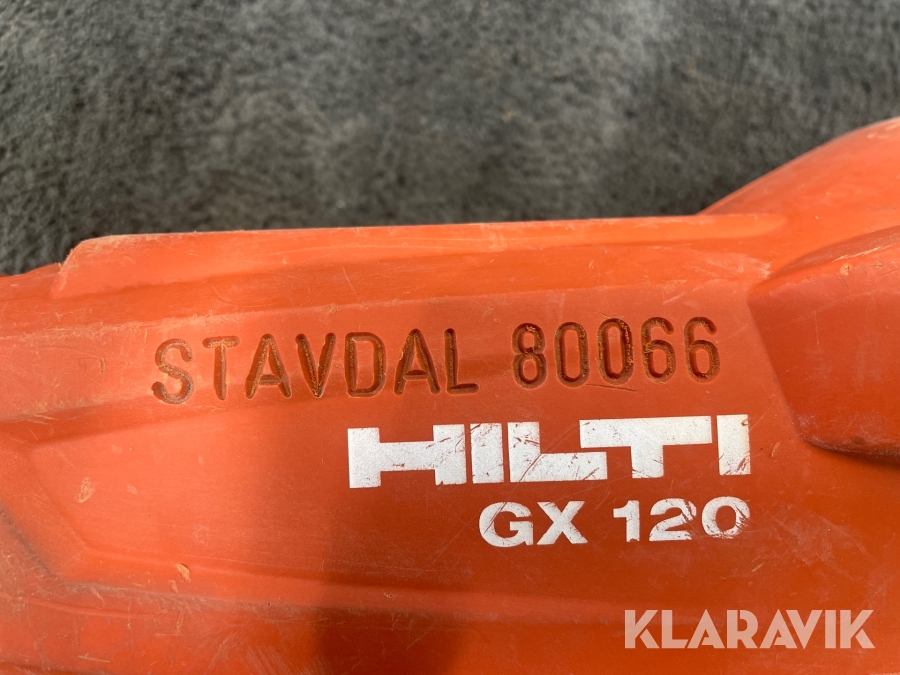 STAVDAL 80066
HILTI
GX 120
KLARAVIK